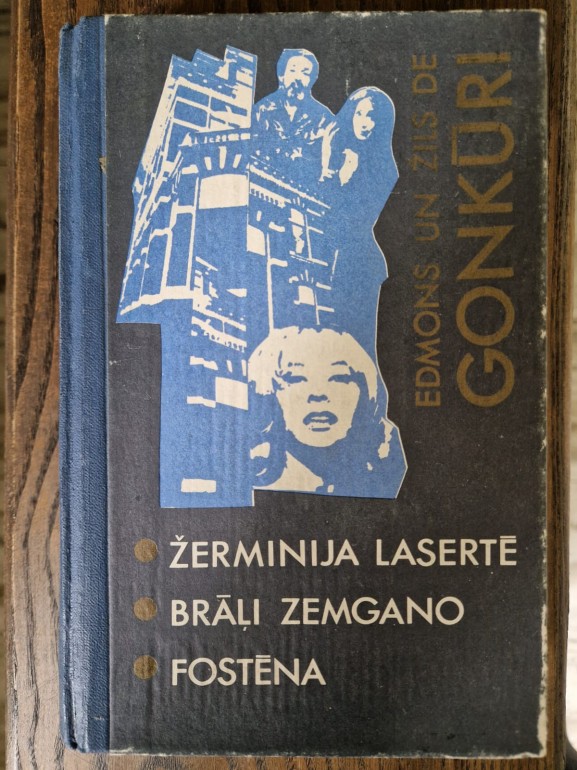 EDMONS UN ŽILS DE
GONKŪRI
ŽERMINIJA LASERTĒ
BRĀĻI ZEMGANO
FOSTĒNA